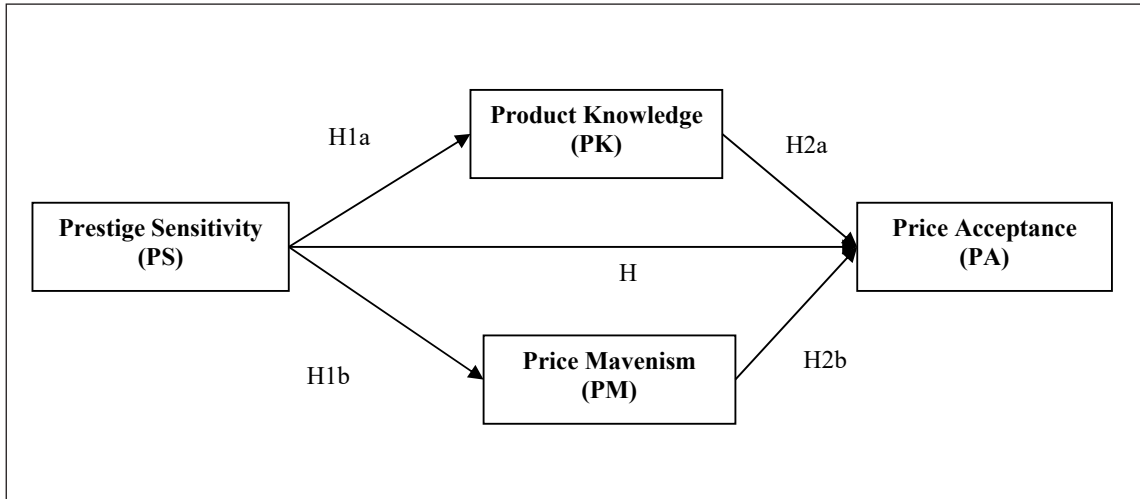 Product Knowledge
(PK)
H1a
H2a
Prestige Sensitivity
(PS)
Price Acceptance
(PA)
H
Price Mavenism
(PM)
H1b
H2b